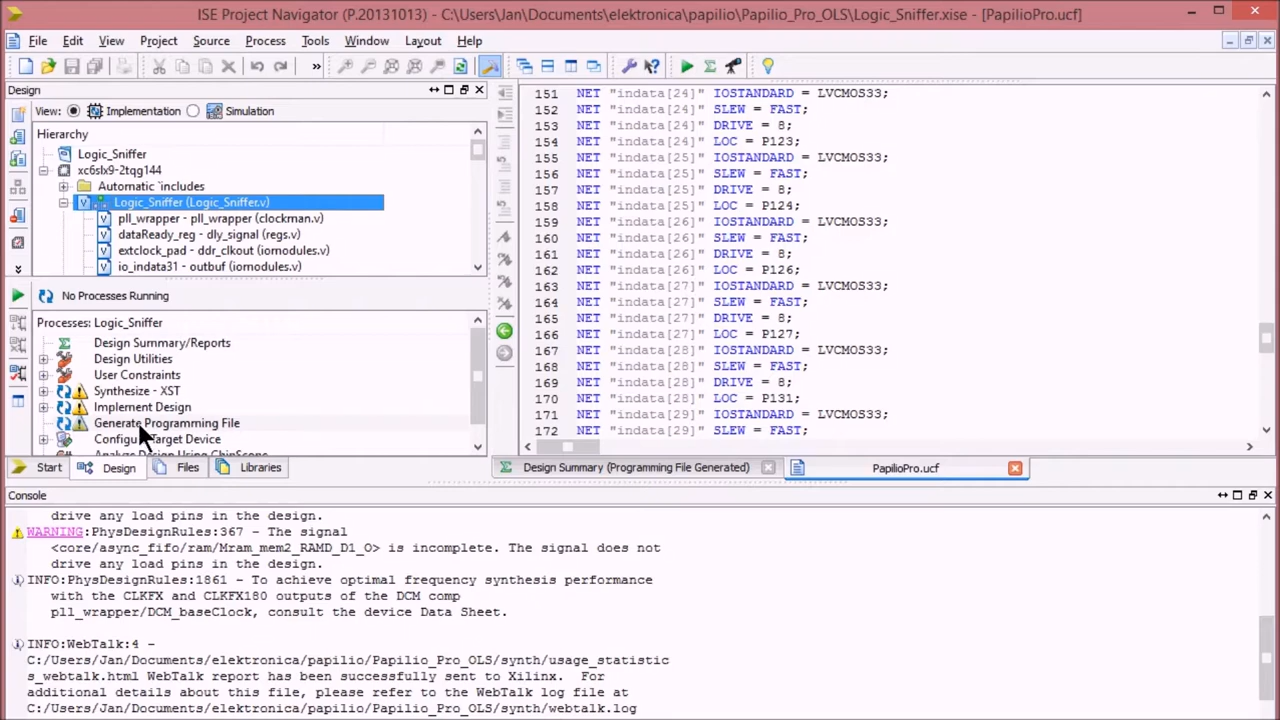 ISE Project Navigator (P.20131013) - C:\Users\Jan\Documents\elektronica\papilio\Papilio_Pro_OLS\Logic_Sniffer.xise - [PapilioPro.ucf]
File Edit View Project Source Process Tools Window Layout Help
Design
View: Implementation Simulation
Hierarchy
Logic_Sniffer
xc6slx9-2tqg144
Automatic `includes
Logic_Sniffer (Logic_Sniffer.v)
pll_wrapper - pll_wrapper (clockman.v)
dataReady_reg - dly_signal (regs.v)
extclock_pad - ddr_clkout (iomodules.v)
io_indata31 - outbuf (iomodules.v)
No Processes Running
Processes: Logic_Sniffer
Design Summary/Reports
Design Utilities
User Constraints
Synthesize - XST
Implement Design
Generate Programming File
Configure Target Device
Analyze Design Using ChipScope
Start Design Files Libraries
151 NET "indata[24]" IOSTANDARD = LVCMOS33;
152 NET "indata[24]" SLEW = FAST;
153 NET "indata[24]" DRIVE = 8;
154 NET "indata[24]" LOC = P123;
155 NET "indata[25]" IOSTANDARD = LVCMOS33;
156 NET "indata[25]" SLEW = FAST;
157 NET "indata[25]" DRIVE = 8;
158 NET "indata[25]" LOC = P124;
159 NET "indata[26]" IOSTANDARD = LVCMOS33;
160 NET "indata[26]" SLEW = FAST;
161 NET "indata[26]" DRIVE = 8;
162 NET "indata[26]" LOC = P126;
163 NET "indata[27]" IOSTANDARD = LVCMOS33;
164 NET "indata[27]" SLEW = FAST;
165 NET "indata[27]" DRIVE = 8;
166 NET "indata[27]" LOC = P127;
167 NET "indata[28]" IOSTANDARD = LVCMOS33;
168 NET "indata[28]" SLEW = FAST;
169 NET "indata[28]" DRIVE = 8;
170 NET "indata[28]" LOC = P131;
171 NET "indata[29]" IOSTANDARD = LVCMOS33;
172 NET "indata[29]" SLEW = FAST;
Design Summary (Programming File Generated) PapilioPro.ucf
Console
drive any load pins in the design.
WARNING:PhysDesignRules:367 - The signal
<core/async_fifo/ram/Mram_mem2_RAMD_D1_O> is incomplete. The signal does not
drive any load pins in the design.
INFO:PhysDesignRules:1861 - To achieve optimal frequency synthesis performance
with the CLKFX and CLKFX180 outputs of the DCM comp
pll_wrapper/DCM_baseClock, consult the device Data Sheet.
INFO:WebTalk:4 -
C:/Users/Jan/Documents/elektronica/papilio/Papilio_Pro_OLS/synth/usage_statistic
s_webtalk.html WebTalk report has been successfully sent to Xilinx. For
additional details about this file, please refer to the WebTalk log file at
C:/Users/Jan/Documents/elektronica/papilio/Papilio_Pro_OLS/synth/webtalk.log